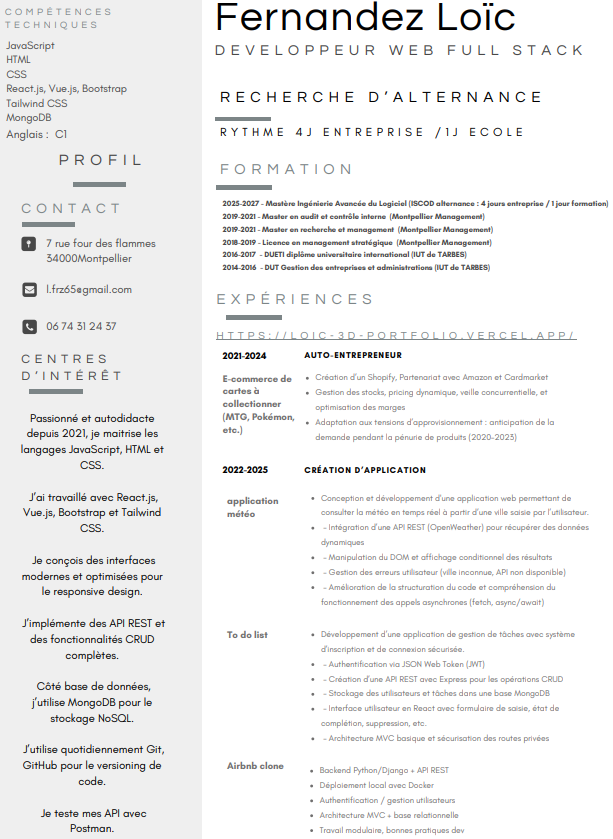 COMPÉTENCES
TECHNIQUES
JavaScript
HTML
CSS
React.js, Vue.js, Bootstrap
Tailwind CSS
MongoDB
Anglais : C1
PROFIL
CONTACT
7 rue four des flammes
34000Montpellier
l.frz65@gmail.com
06 74 31 24 37
CENTRES
D'INTÉRÊT
Passionné et autodidacte
depuis 2021, je maitrise les
langages JavaScript, HTML et
CSS.
J'ai travaillé avec React.js,
Vue.js, Bootstrap et Tailwind
CSS.
Je conçois des interfaces
modernes et optimisées pour
le responsive design.
J'implémente des API REST et
des fonctionnalités CRUD
complètes.
Côté base de données,
j'utilise MongoDB pour le
stockage NoSQL.
J'utilise quotidiennement Git,
GitHub pour le versioning de
code.
Je teste mes API avec
Postman.
Fernandez Loïc
DEVELOPPEUR WEB FULL STACK
RECHERCHE D'ALTERNANCE
RYTHME 4J ENTREPRISE /1J ECOLE
FORMATION
2025-2027 - Mastère Ingénierie Avancée du Logiciel (ISCOD alternance : 4 jours entreprise / 1 jour formation)
2019-2021 - Master en audit et contrôle interne (Montpellier Management)
2019-2021 - Master en recherche et management (Montpellier Management)
2018-2019 - Licence en management stratégique (Montpellier Management)
2016-2017 - DUETI diplôme universitaire international (IUT de TARBES)
2014-2016 - DUT Gestion des entreprises et administrations (IUT de TARBES)
EXPÉRIENCES
HTTPS://LOIC-3D-PORTFOLIO.VERCEL.APP/
2021-2024 AUTO-ENTREPRENEUR
E-commerce de
cartes à
collectionner
(MTG, Pokémon,
etc.)
• Création d'un Shopify, Partenariat avec Amazon et Cardmarket
• Gestion des stocks, pricing dynamique, veille concurrentielle, et
optimisation des marges
• Adaptation aux tensions d'approvisionnement : anticipation de la
demande pendant la pénurie de produits (2020-2023)
2022-2025 CRÉATION D'APPLICATION
application
météo
• Conception et développement d'une application web permettant de
consulter la météo en temps réel à partir d'une ville saisie par l'utilisateur.
• - Intégration d'une API REST (OpenWeather) pour récupérer des données
dynamiques
• - Manipulation du DOM et affichage conditionnel des résultats
• - Gestion des erreurs utilisateur (ville inconnue, API non disponible)
• - Amélioration de la structuration du code et compréhension du
fonctionnement des appels asynchrones (fetch, async/await)
To do list
• Développement d'une application de gestion de tâches avec système
d'inscription et de connexion sécurisée.
• - Authentification via JSON Web Token (JWT)
• - Création d'une API REST avec Express pour les opérations CRUD
• - Stockage des utilisateurs et tâches dans une base MongoDB
• - Interface utilisateur en React avec formulaire de saisie, état de
complétion, suppression, etc.
• - Architecture MVC basique et sécurisation des routes privées
Airbnb clone
• Backend Python/Django + API REST
• Déploiement local avec Docker
• Authentification / gestion utilisateurs
• Architecture MVC + base relationnelle
• Travail modulaire, bonnes pratiques dev